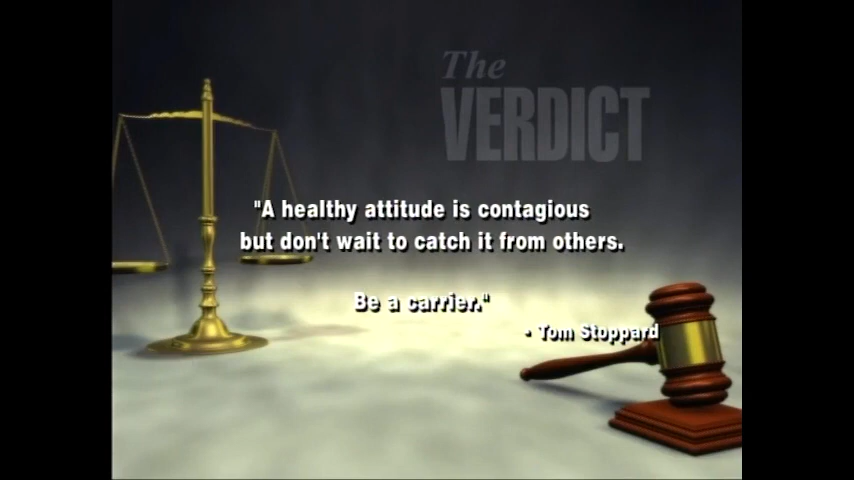 The
VERDICT
"A healthy attitude is contagious
but don't wait to catch it from others.
Be a carrier."
- Tom Stoppard